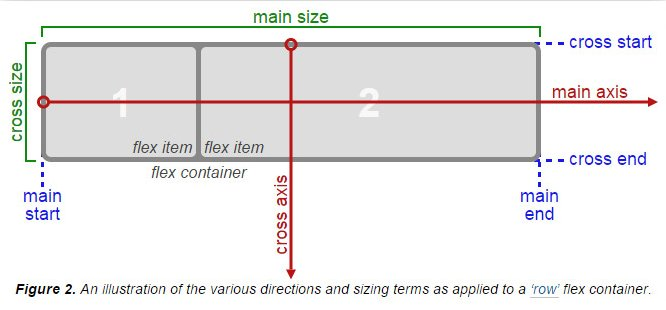 main size
cross start
cross size
1
2
main axis
flex item
flex item
cross end
flex container
main
start
cross axis
main
end
Figure 2. An illustration of the various directions and sizing terms as applied to a ‘row’ flex container.